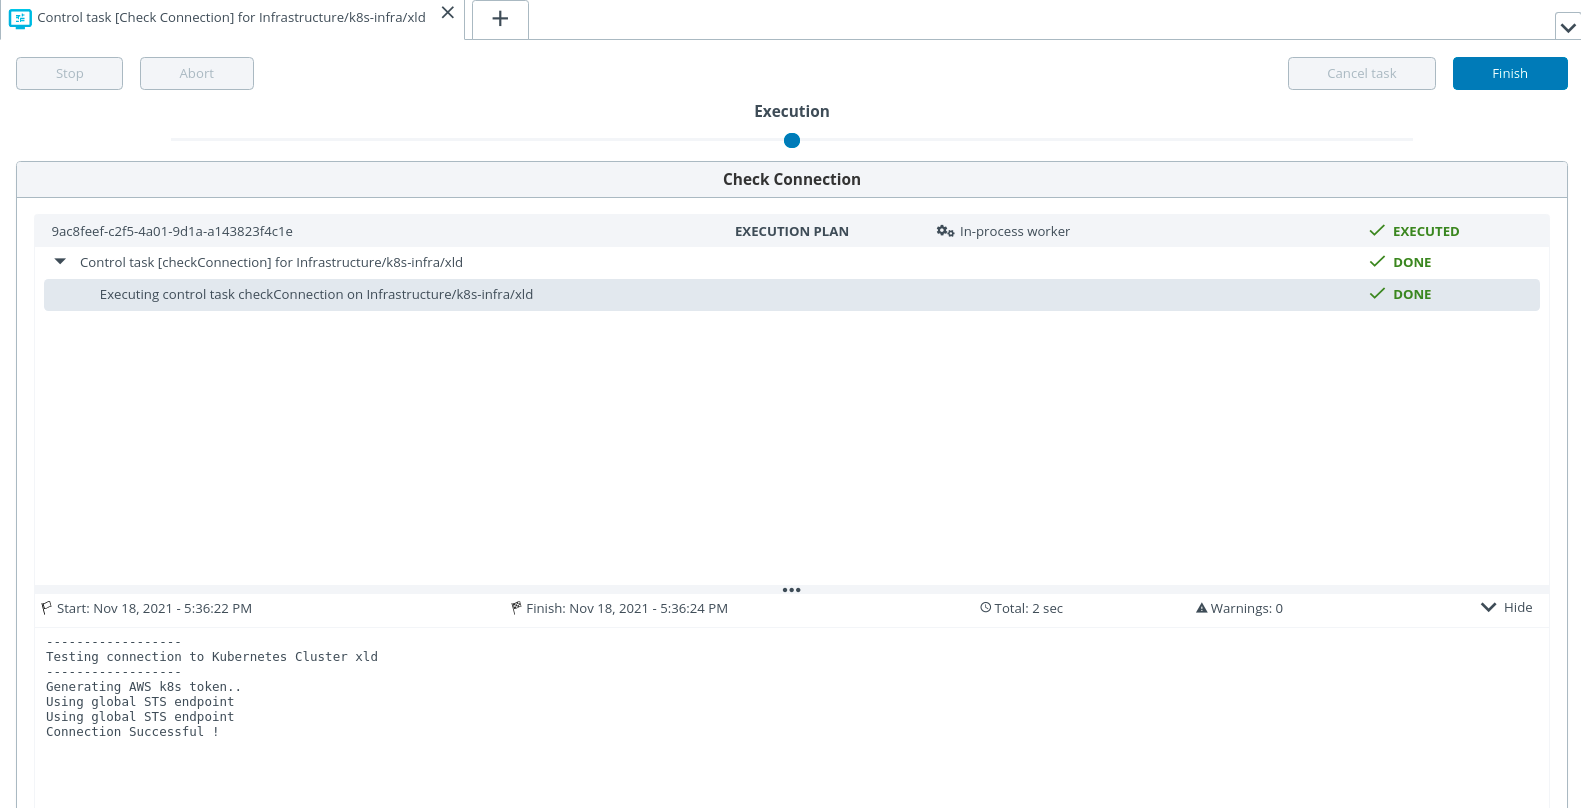 Control task [Check Connection] for Infrastructure/k8s-infra/xld
Stop Abort Cancel task Finish
Execution
Check Connection
9ac8feef-c2f5-4a01-9d1a-a143823f4c1e EXECUTION PLAN In-process worker EXECUTED
Control task [checkConnection] for Infrastructure/k8s-infra/xld DONE
Executing control task checkConnection on Infrastructure/k8s-infra/xld DONE
Start: Nov 18, 2021 - 5:36:22 PM Finish: Nov 18, 2021 - 5:36:24 PM Total: 2 sec Warnings: 0 Hide
------------------
Testing connection to Kubernetes Cluster xld
------------------
Generating AWS k8s token..
Using global STS endpoint
Using global STS endpoint
Connection Successful !